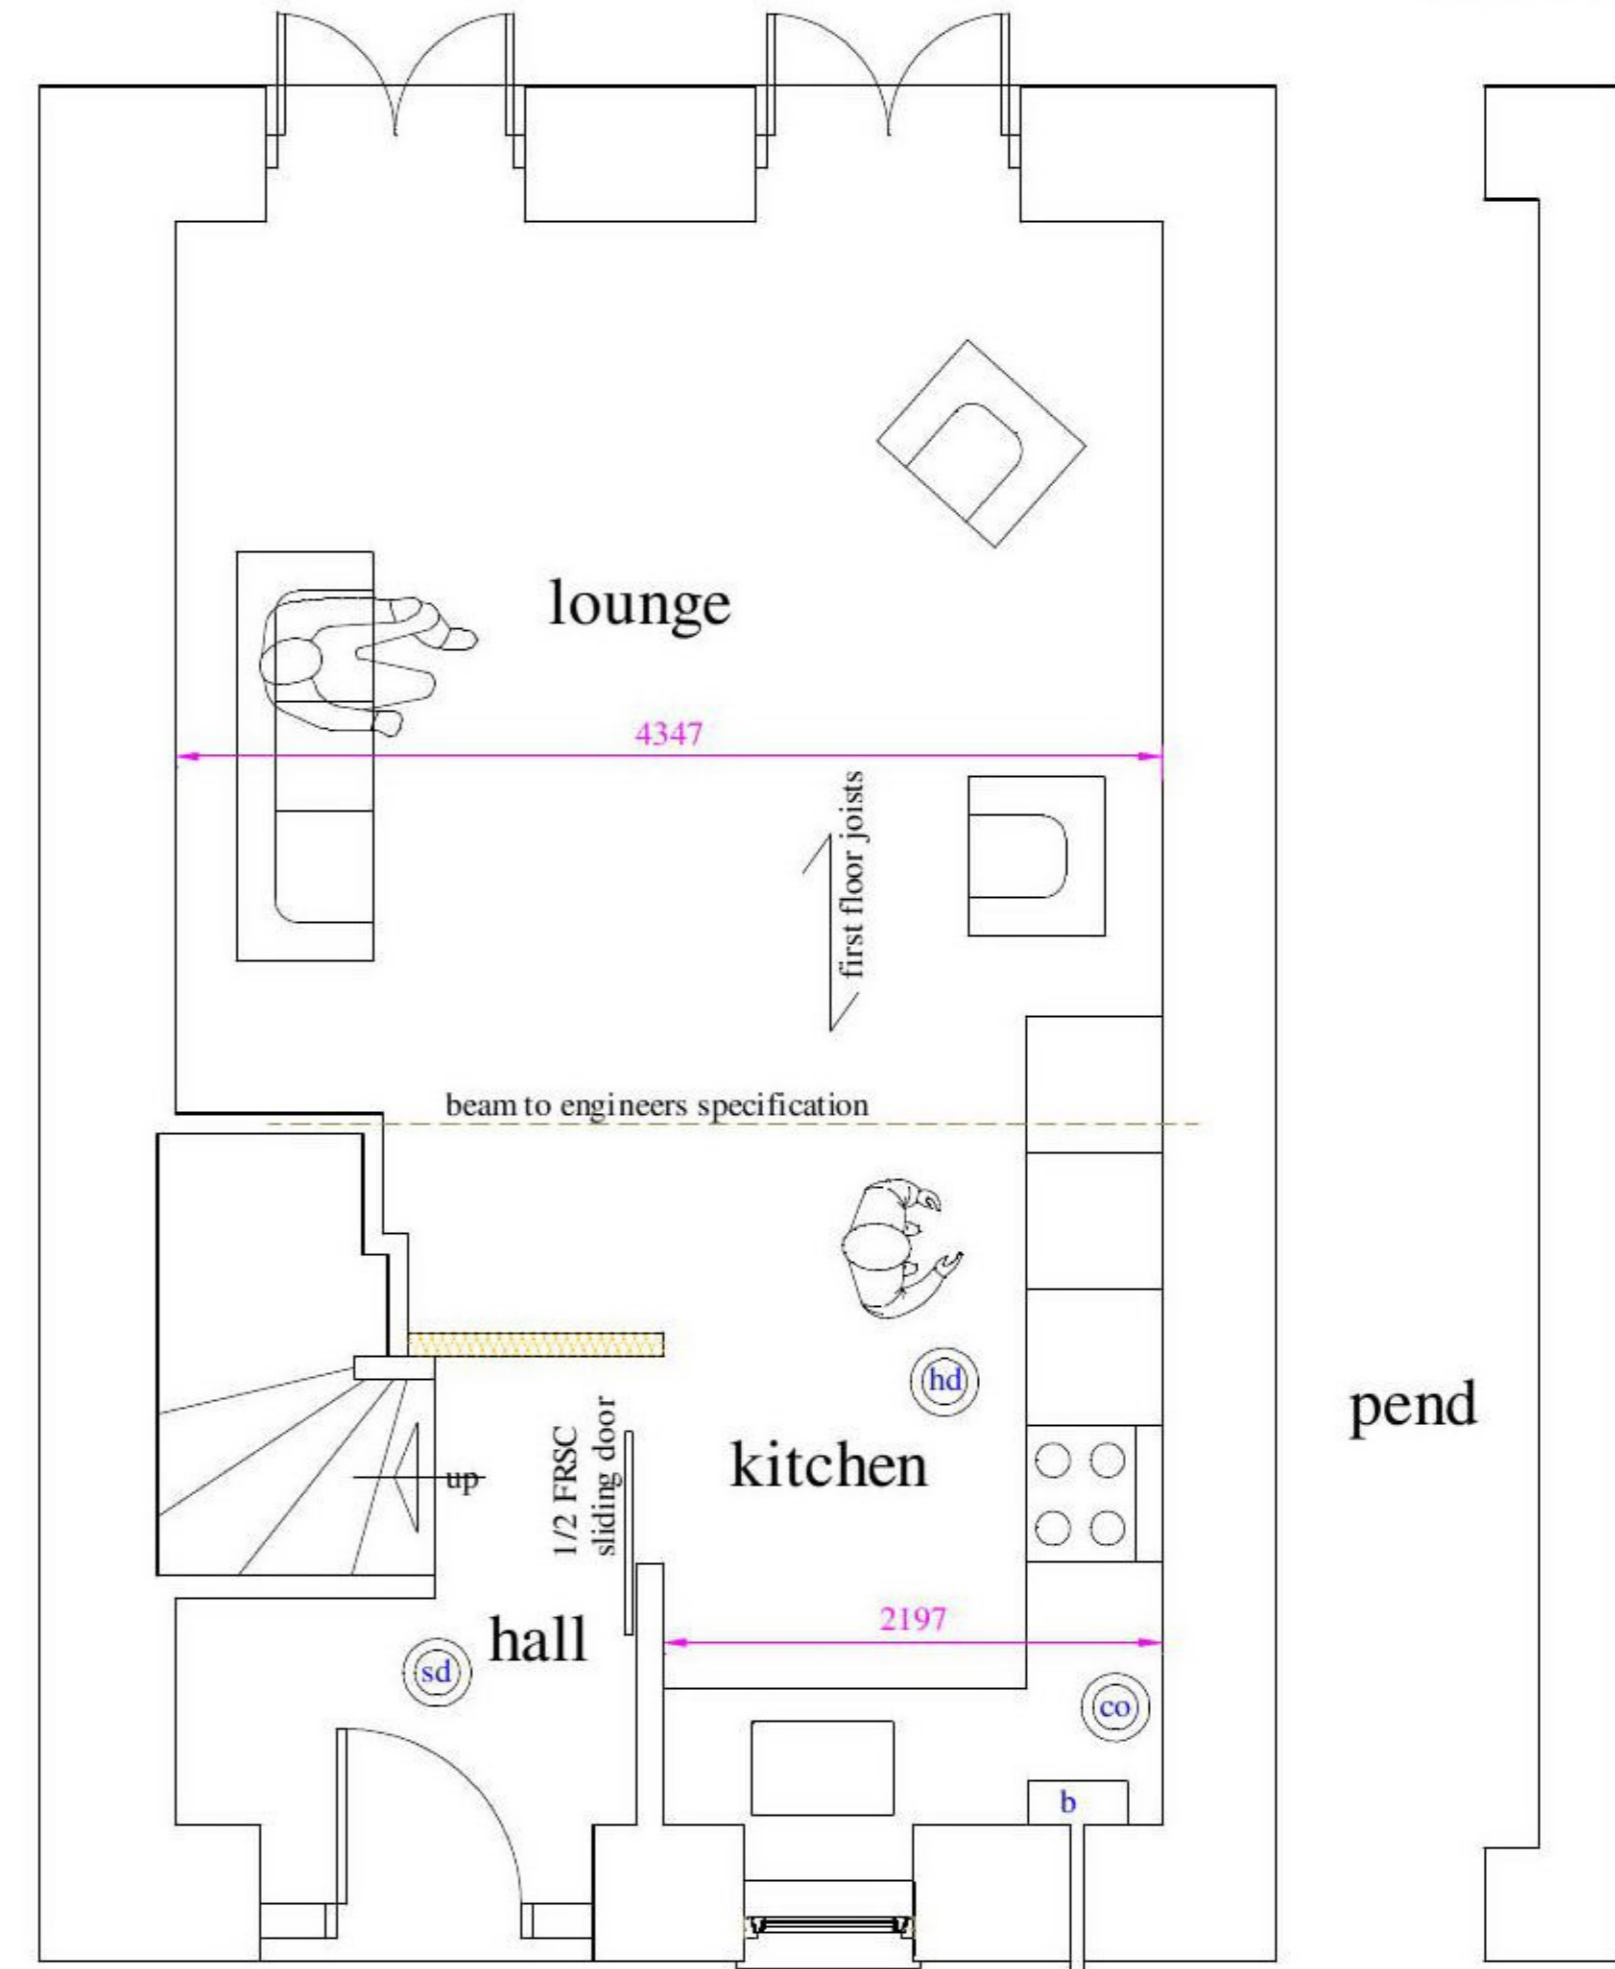 lounge
4347
first floor joists
beam to engineers specification
hd
pend
kitchen
up
1/2 FRSC
sliding door
2197
hall
sd
co
b